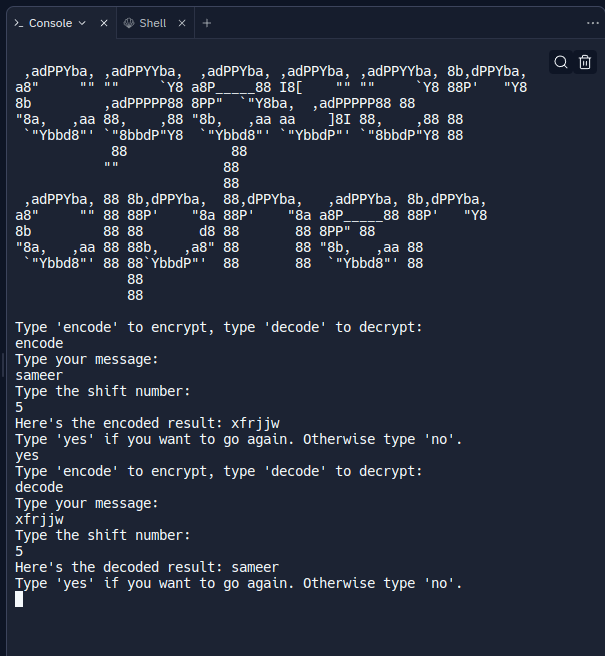 Console
Shell
 ,adPPYba, ,adPPYYba,  ,adPPYba, ,adPPYba, ,adPPYYba, 8b,dPPYba,
a8"     "" ""     `Y8 a8P_____88 I8[    "" ""     `Y8 88P'   "Y8
8b         ,adPPPPP88 8PP"  `"Y8ba,  ,adPPPPP88 88
"8a,   ,aa 88,    ,88 "8b,   ,aa aa    ]8I 88,    ,88 88
 `"Ybbd8"' `"8bbdP"Y8  `"Ybbd8"' `"YbbdP"' `"8bbdP"Y8 88
            88             88
           ""             88
                          88
 ,adPPYba, 88 8b,dPPYba,  88,dPPYba,   ,adPPYba, 8b,dPPYba,
a8"     "" 88 88P'    "8a 88P'    "8a a8P_____88 88P'   "Y8
8b         88 88       d8 88       88 8PP" 88
"8a,   ,aa 88 88b,   ,a8" 88       88 "8b,   ,aa 88
 `"Ybbd8"' 88 88`YbbdP"'  88       88  `"Ybbd8"' 88
              88
              88
Type 'encode' to encrypt, type 'decode' to decrypt:
encode
Type your message:
sameer
Type the shift number:
5
Here's the encoded result: xfrjjw
Type 'yes' if you want to go again. Otherwise type 'no'.
yes
Type 'encode' to encrypt, type 'decode' to decrypt:
decode
Type your message:
xfrjjw
Type the shift number:
5
Here's the decoded result: sameer
Type 'yes' if you want to go again. Otherwise type 'no'.